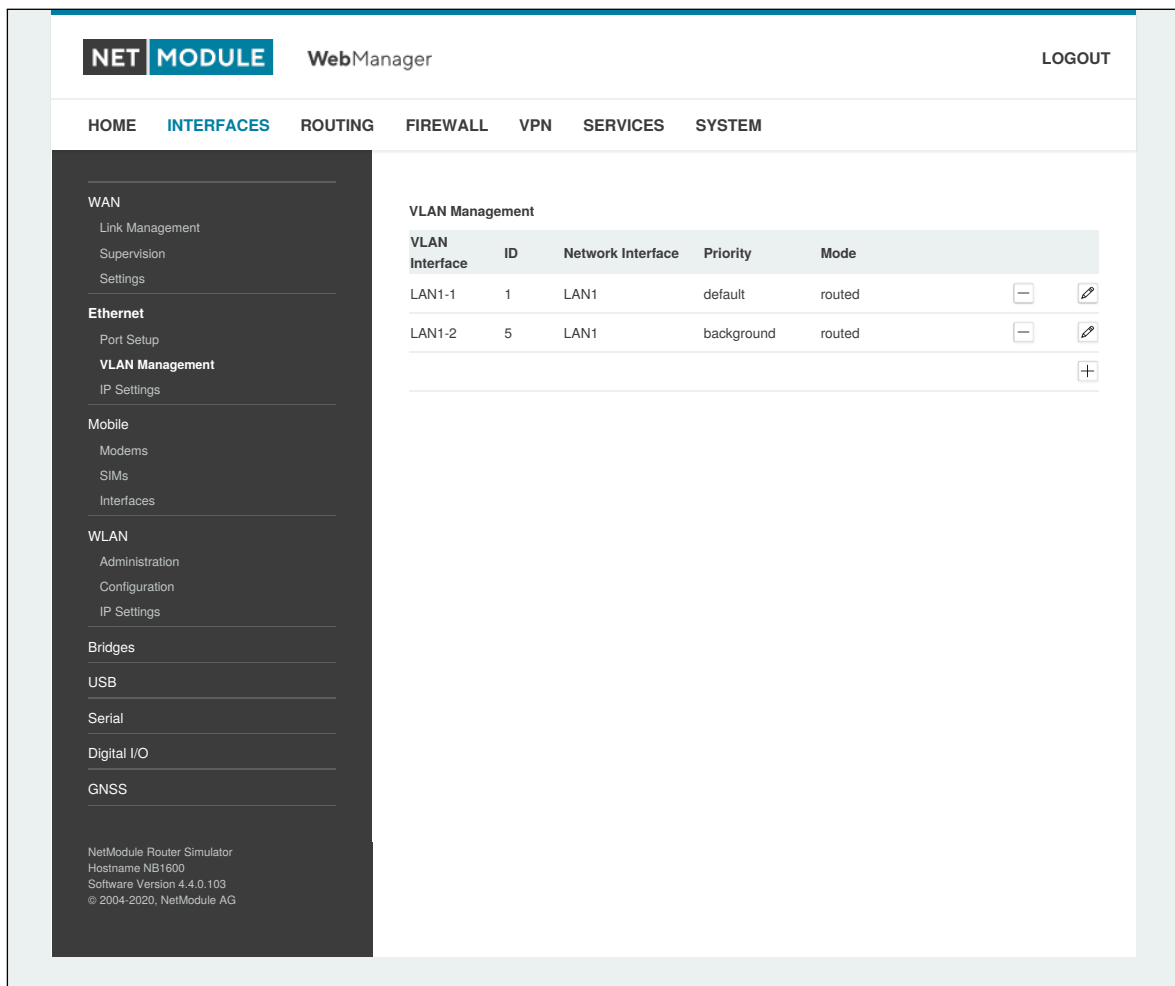 NET MODULE WebManager LOGOUT
HOME INTERFACES ROUTING FIREWALL VPN SERVICES SYSTEM
WAN
Link Management
Supervision
Settings
Ethernet
Port Setup
VLAN Management
IP Settings
Mobile
Modems
SIMs
Interfaces
WLAN
Administration
Configuration
IP Settings
Bridges
USB
Serial
Digital I/O
GNSS
NetModule Router Simulator
Hostname NB1600
Software Version 4.4.0.103
© 2004-2020, NetModule AG
VLAN Management
VLAN Interface ID Network Interface Priority Mode
LAN1-1 1 LAN1 default routed
LAN1-2 5 LAN1 background routed